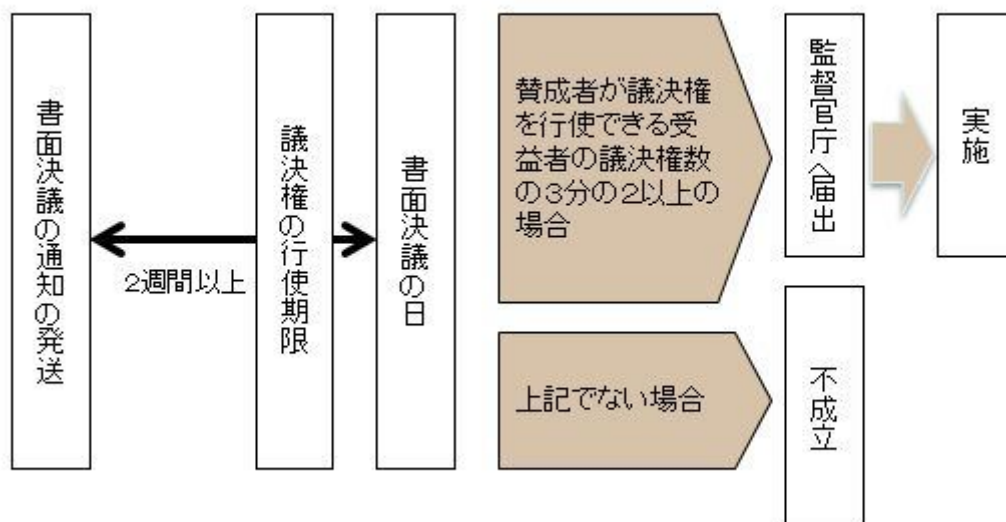 書面決議の通知の発送
2週間以上
議決権の行使期限
書面決議の日
賛成者が議決権
を行使できる受
益者の議決権数
の3分の2以上の
場合
監督官庁へ届出
実施
上記でない場合
不成立